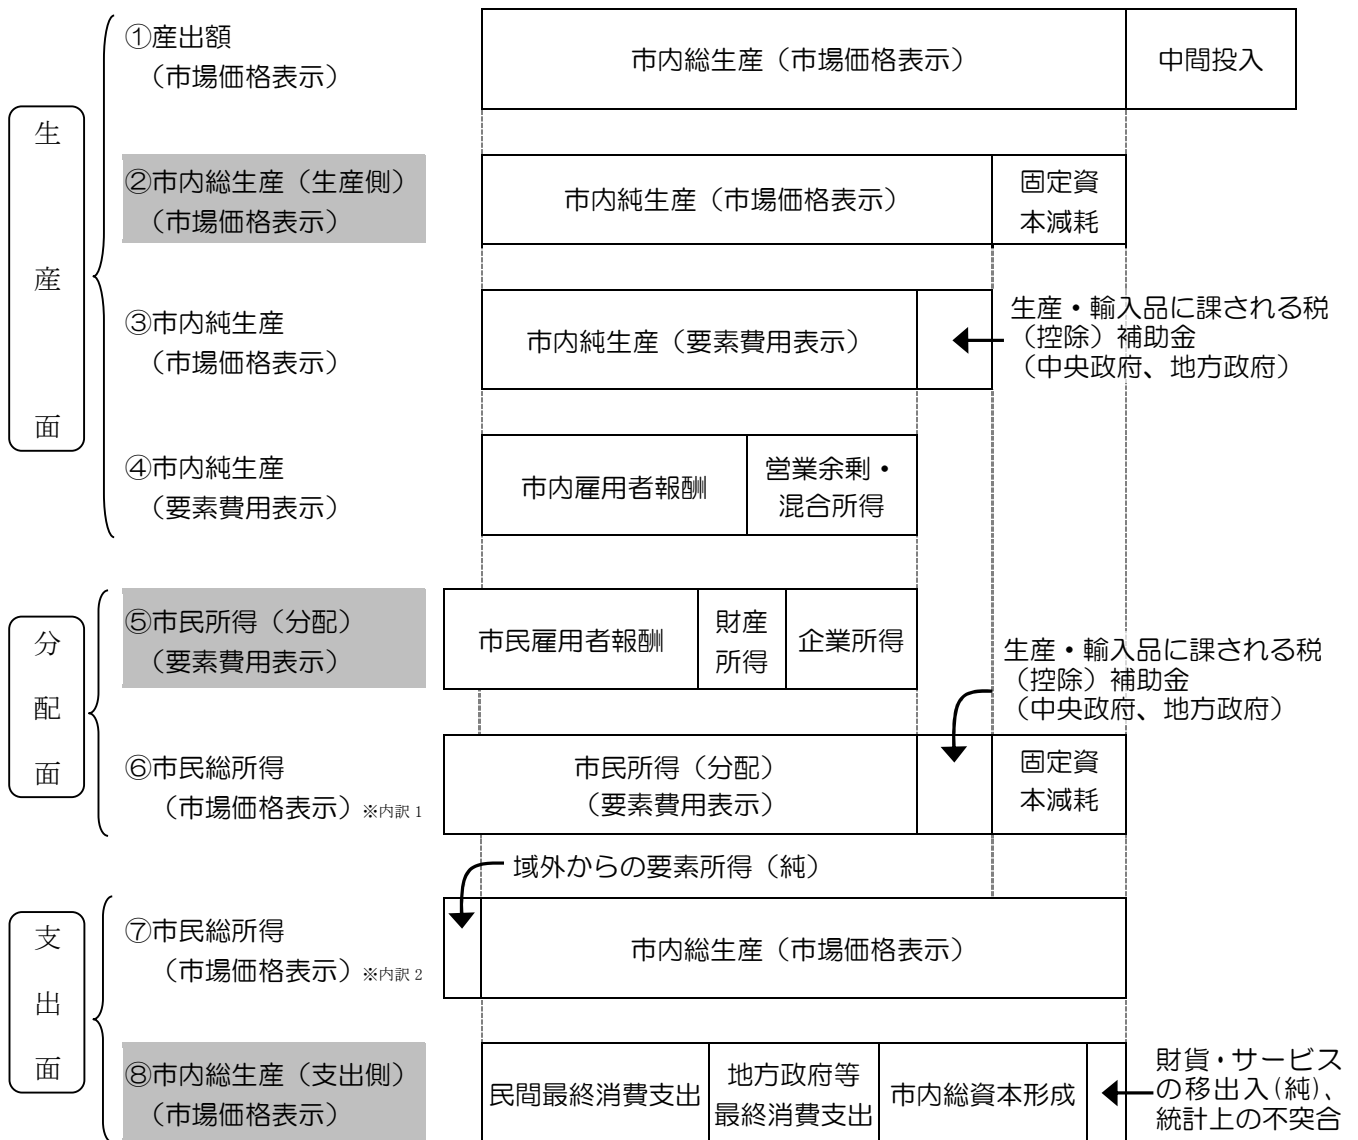 生産面
①産出額
（市場価格表示）
市内総生産（市場価格表示）
中間投入
②市内総生産（生産側）
（市場価格表示）
市内純生産（市場価格表示）
固定資
本減耗
③市内純生産
（市場価格表示）
市内純生産（要素費用表示）
生産・輸入品に課される税
（控除）補助金
（中央政府、地方政府）
④市内純生産
（要素費用表示）
市内雇用者報酬
営業余剰・
混合所得
分配面
⑤市民所得（分配）
（要素費用表示）
市民雇用者報酬
財産
所得
企業所得
生産・輸入品に課される税
（控除）補助金
（中央政府、地方政府）
⑥市民総所得
（市場価格表示）※内訳 1
市民所得（分配）
（要素費用表示）
固定資
本減耗
域外からの要素所得（純）
支出面
⑦市民総所得
（市場価格表示）※内訳 2
市内総生産（市場価格表示）
⑧市内総生産（支出側）
（市場価格表示）
民間最終消費支出
地方政府等
最終消費支出
市内総資本形成
財貨・サービス
の移出入(純)、
統計上の不突合